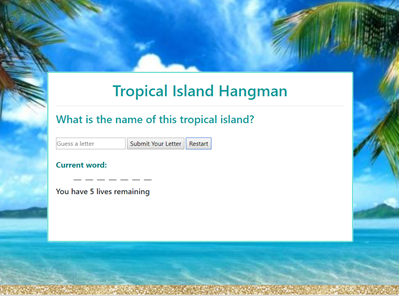 Tropical Island Hangman
What is the name of this tropical island?
Guess a letter Submit Your Letter Restart
Current word:
_ _ _ _ _ _ _
You have 5 lives remaining